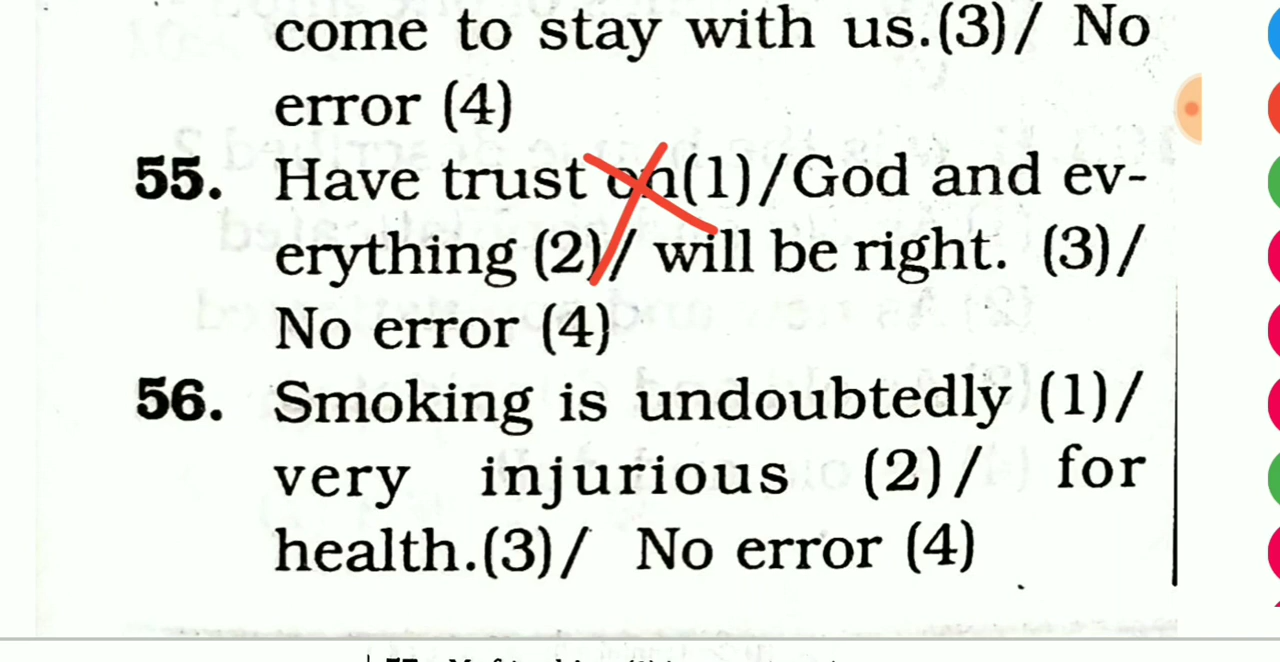 come to stay with us.(3)/ No
error (4)
55. Have trust on(1)/God and ev-
erything (2)/ will be right. (3)/
No error (4)
56. Smoking is undoubtedly (1)/
very injurious (2)/ for
health.(3)/ No error (4)